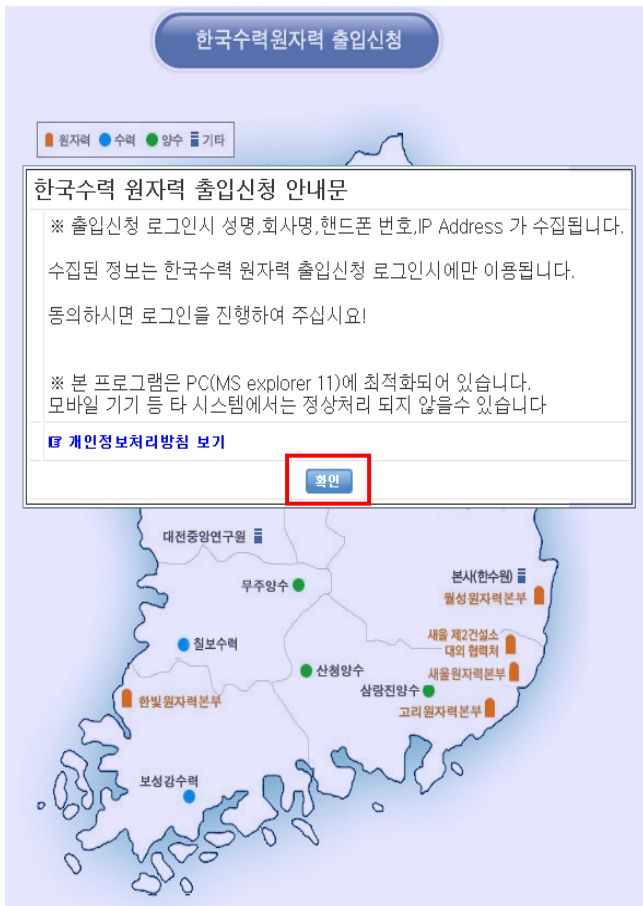 한국수력원자력 출입신청
원자력 수력 양수 기타
한국수력 원자력 출입신청 안내문
※ 출입신청 로그인시 성명,회사명,핸드폰 번호,IP Address 가 수집됩니다.
수집된 정보는 한국수력 원자력 출입신청 로그인시에만 이용됩니다.
동의하시면 로그인을 진행하여 주십시요!
※ 본 프로그램은 PC(MS explorer 11)에 최적화되어 있습니다.
모바일 기기 등 타 시스템에서는 정상처리 되지 않을수 있습니다
☞ 개인정보처리방침 보기
확인
대전중앙연구원
본사(한수원)
무주양수
월성원자력본부
새울 제2건설소
대외 협력처
칠보수력
산청양수
새울원자력본부
삼랑진양수
한빛원자력본부
고리원자력본부
보성강수력